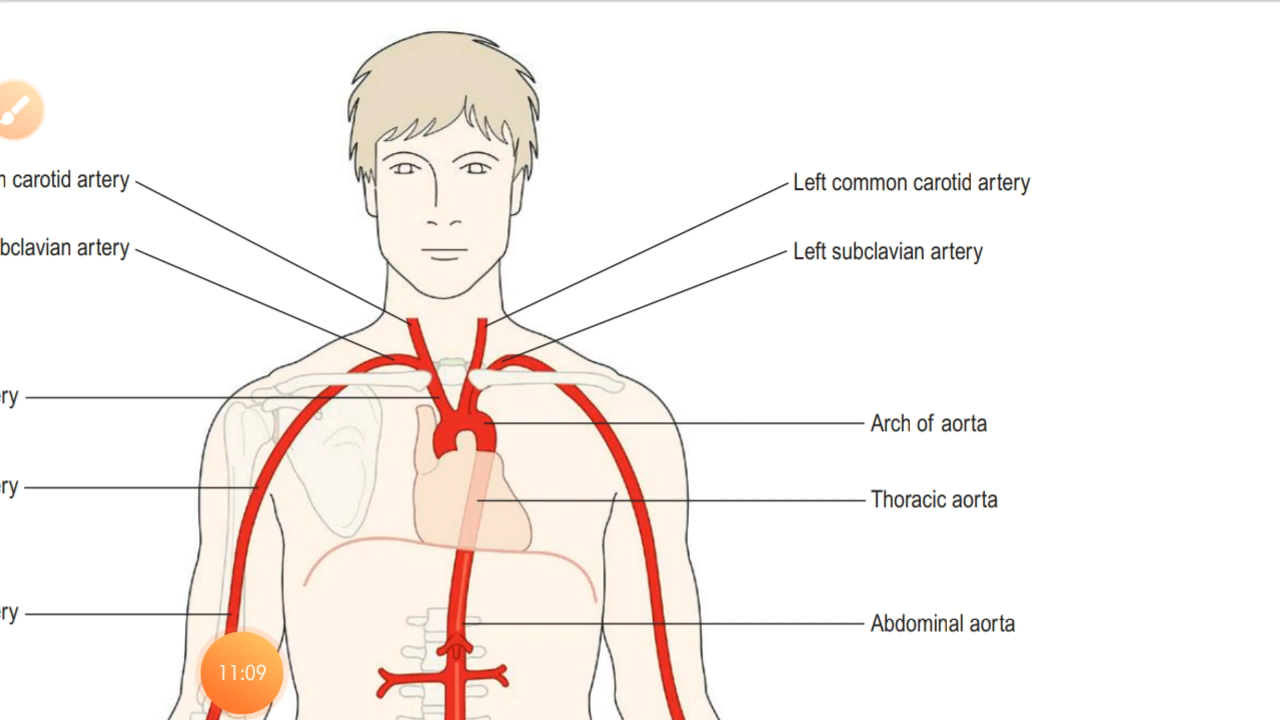 carotid artery
Left common carotid artery
artery
Left subclavian artery
Arch of aorta
Thoracic aorta
Abdominal aorta
11:09